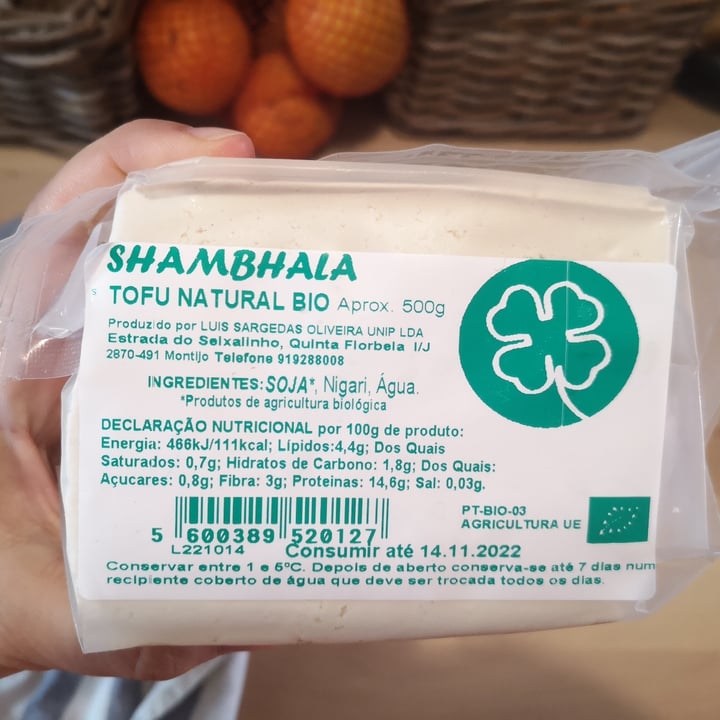 SHAMBHALA
TOFU NATURAL BIO Aprox. 500g
Produzido por LUIS SARGEDAS OLIVEIRA UNIP LDA
Estrada do Seixalinho, Quinta Florbela I/J
2870-491 Montijo Telefone 919288008
INGREDIENTES: SOJA*, Nigari, Água.
*Produtos de agricultura biológica
DECLARAÇÃO NUTRICIONAL por 100g de produto:
Energia: 466kJ/111kcal; Lípidos:4,4g; Dos Quais
Saturados: 0,7g; Hidratos de Carbono: 1,8g; Dos Quais:
Açucares: 0,8g; Fibra: 3g; Proteinas: 14,6g; Sal: 0,03g.
PT-BIO-03
AGRICULTURA UE
5 600389 520127
L221014 Consumir até 14.11.2022
Conservar entre 1 e 5ºC. Depois de aberto conserva-se até 7 dias num
recipiente coberto de água que deve ser trocada todos os dias.